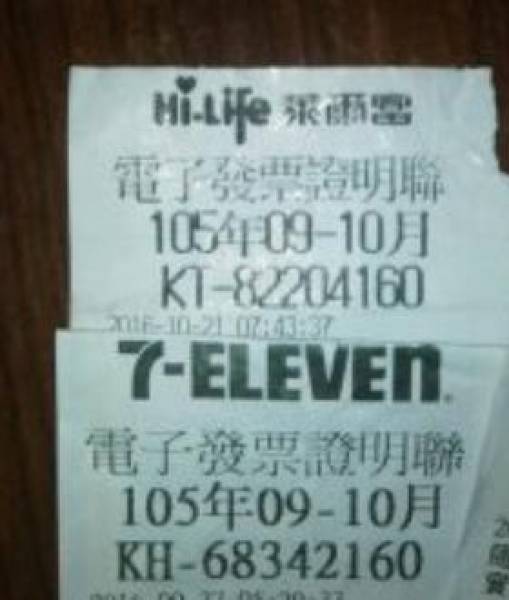 Hi-Life 萊爾富
電子發票證明聯
105年09-10月
KT-82204160
2016-10-21 07:43:37
7-ELEVEn
電子發票證明聯
105年09-10月
KH-68342160